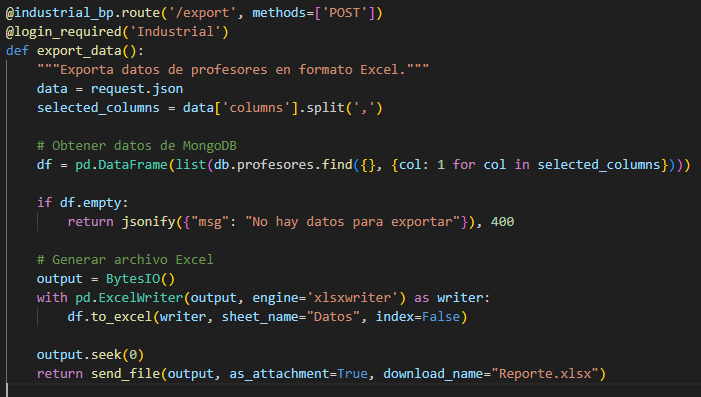 @industrial_bp.route('/export', methods=['POST'])
@login_required('Industrial')
def export_data():
    """Exporta datos de profesores en formato Excel."""
    data = request.json
    selected_columns = data['columns'].split(',')

    # Obtener datos de MongoDB
    df = pd.DataFrame(list(db.profesores.find({}, {col: 1 for col in selected_columns})))

    if df.empty:
        return jsonify({"msg": "No hay datos para exportar"}), 400

    # Generar archivo Excel
    output = BytesIO()
    with pd.ExcelWriter(output, engine='xlsxwriter') as writer:
        df.to_excel(writer, sheet_name="Datos", index=False)

    output.seek(0)
    return send_file(output, as_attachment=True, download_name="Reporte.xlsx")